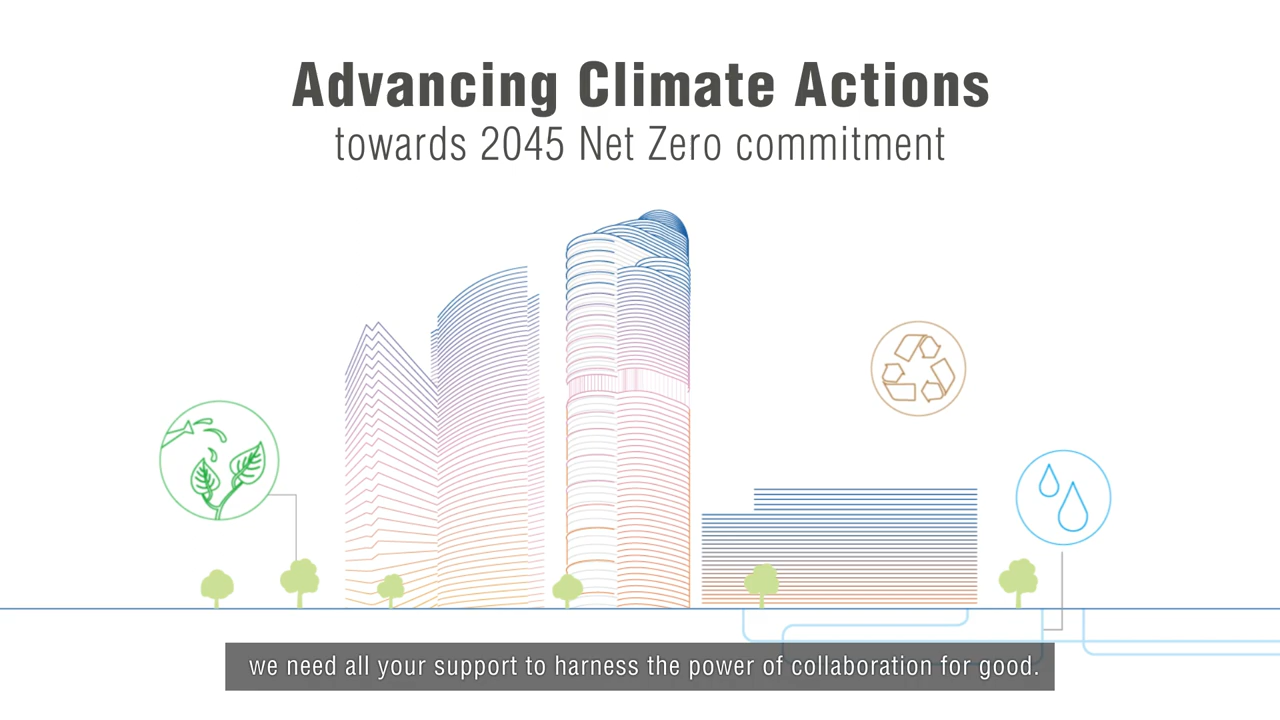 Advancing Climate Actions
towards 2045 Net Zero commitment
we need all your support to harness the power of collaboration for good.